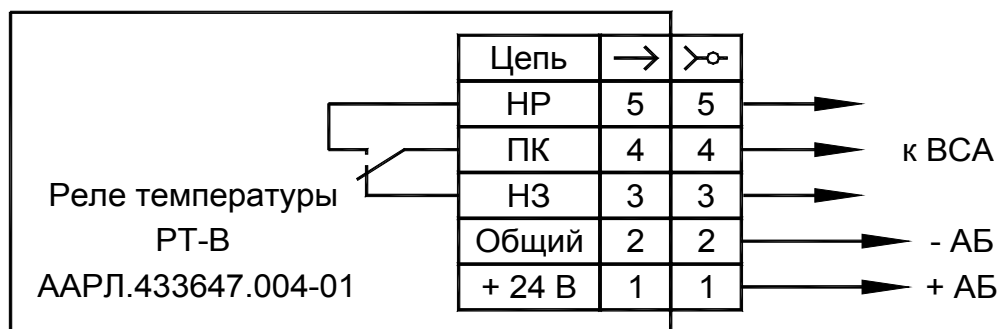 Цепь
НР 5 5
ПК 4 4 к ВСА
НЗ 3 3
Общий 2 2 - АБ
+ 24 В 1 1 + АБ
Реле температуры
РТ-В
ААРЛ.433647.004-01